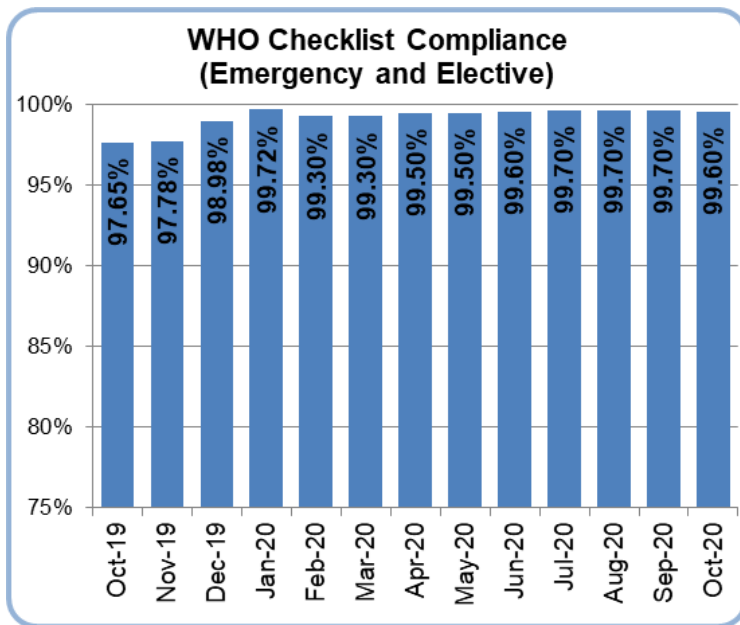 WHO Checklist Compliance
(Emergency and Elective)
100%
95%
90%
85%
80%
75%
97.65%
97.78%
98.98%
99.72%
99.30%
99.30%
99.50%
99.50%
99.60%
99.70%
99.70%
99.70%
99.60%
Oct-19
Nov-19
Dec-19
Jan-20
Feb-20
Mar-20
Apr-20
May-20
Jun-20
Jul-20
Aug-20
Sep-20
Oct-20